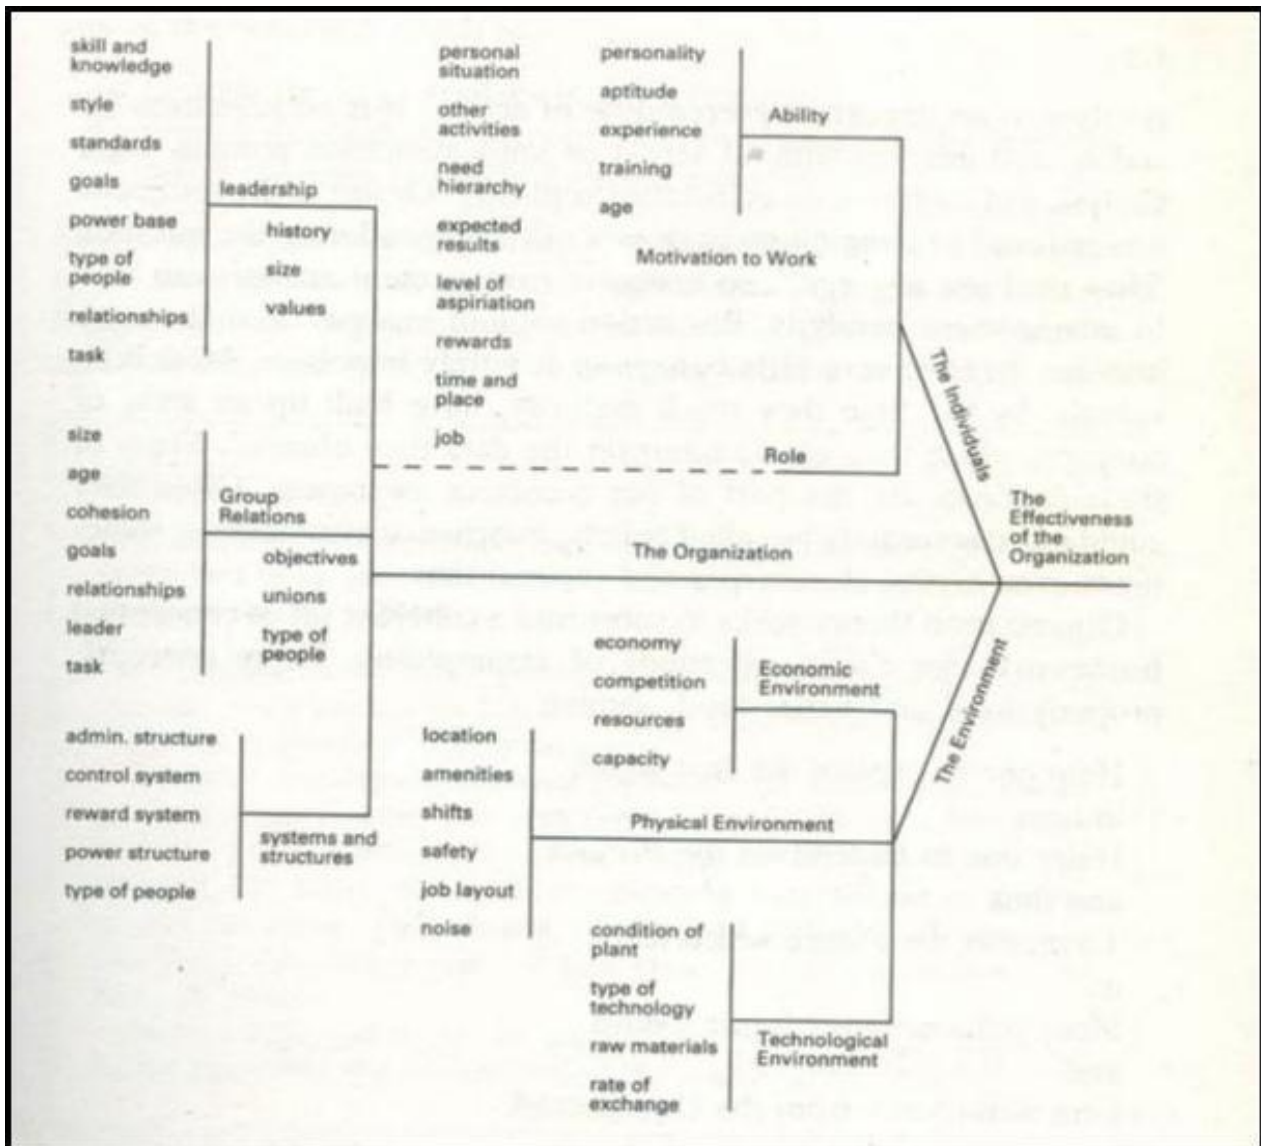 skill and
knowledge
style
standards
goals
power base
type of
people
relationships
task
leadership
history
size
values
personal
situation
other
activities
need
hierarchy
expected
results
level of
aspiriation
rewards
time and
place
job
personality
aptitude
experience
training
age
Ability
Motivation to Work
Role
The Individuals
size
age
cohesion
goals
relationships
leader
task
Group
Relations
objectives
unions
type of
people
The Organization
The
Effectiveness
of the
Organization
admin. structure
control system
reward system
power structure
type of people
systems and
structures
location
amenities
shifts
safety
job layout
noise
Physical Environment
economy
competition
resources
capacity
Economic
Environment
The Environment
condition of
plant
type of
technology
raw materials
rate of
exchange
Technological
Environment